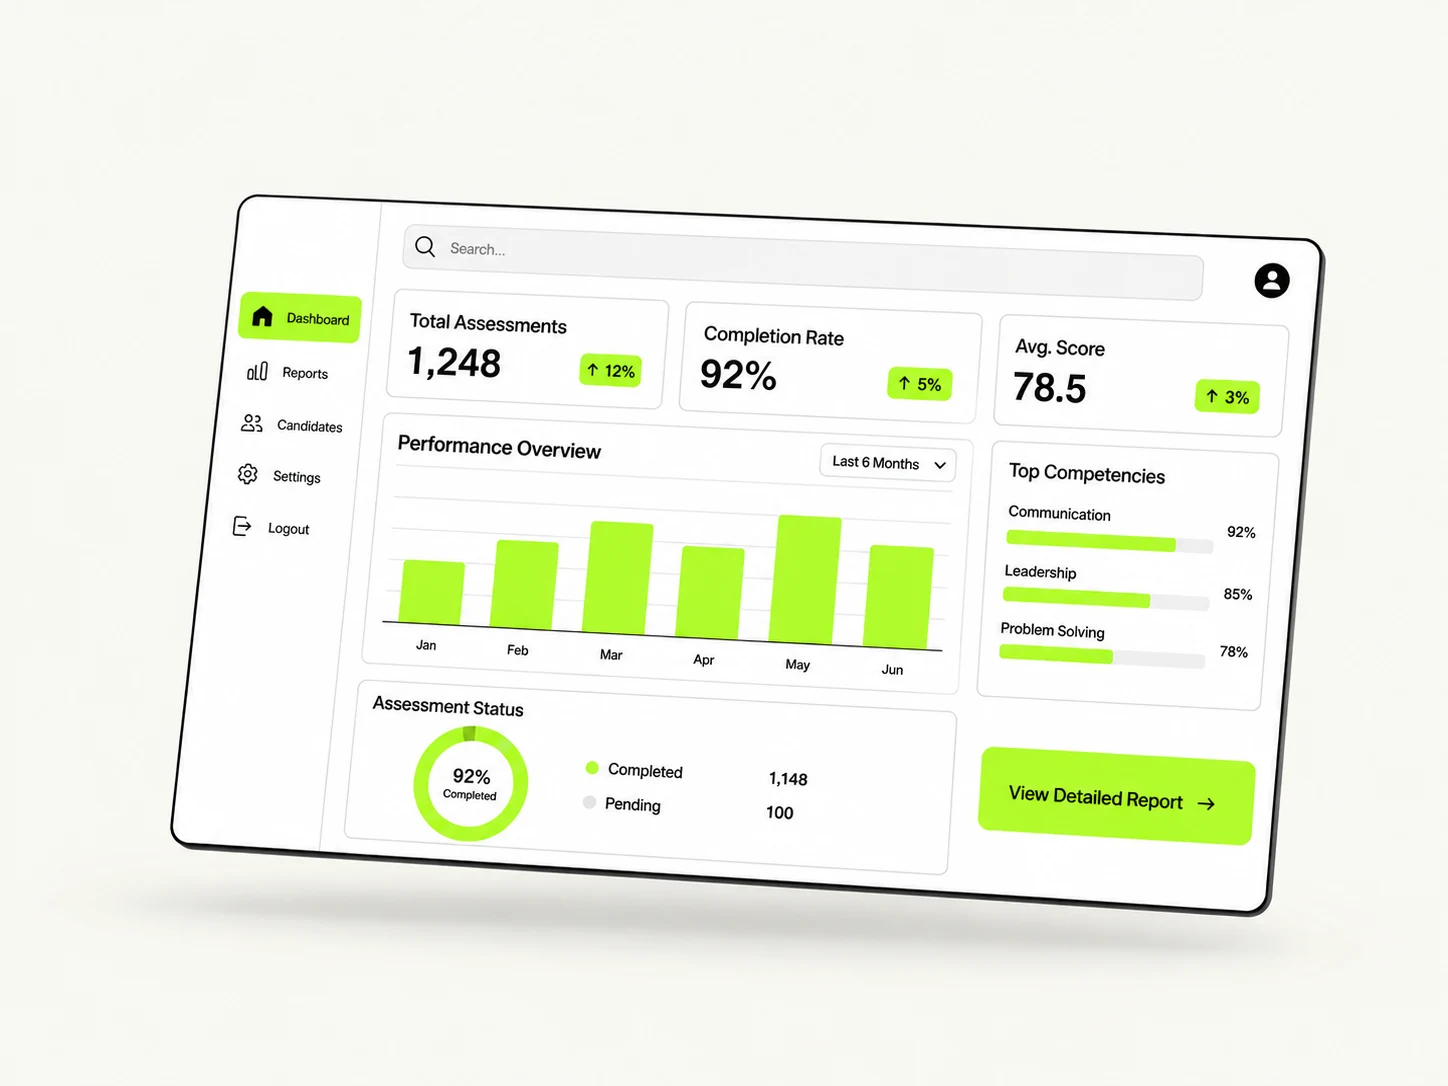 Search...
Dashboard
Reports
Candidates
Settings
Logout
Total Assessments
1,248
↑ 12%
Completion Rate
92%
↑ 5%
Avg. Score
78.5
↑ 3%
Performance Overview
Last 6 Months
Jan
Feb
Mar
Apr
May
Jun
Top Competencies
Communication
92%
Leadership
85%
Problem Solving
78%
Assessment Status
92%
Completed
Completed 1,148
Pending 100
View Detailed Report →